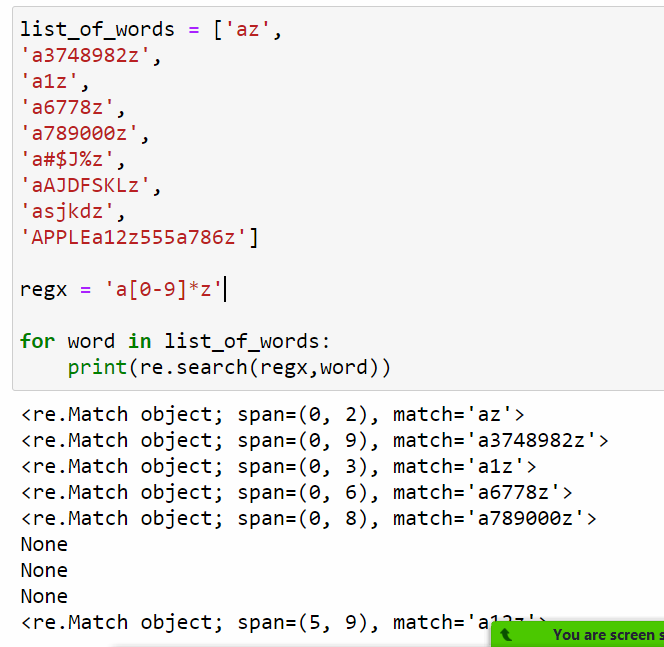 list_of_words = ['az',
'a3748982z',
'a1z',
'a6778z',
'a789000z',
'a#$J%z',
'aAJDFSKLz',
'asjkdz',
'APPLEa12z555a786z']
regx = 'a[0-9]*z'
for word in list_of_words:
    print(re.search(regx,word))
<re.Match object; span=(0, 2), match='az'>
<re.Match object; span=(0, 9), match='a3748982z'>
<re.Match object; span=(0, 3), match='a1z'>
<re.Match object; span=(0, 6), match='a6778z'>
<re.Match object; span=(0, 8), match='a789000z'>
None
None
None
<re.Match object; span=(5, 9), match='a12z'>
You are screen s